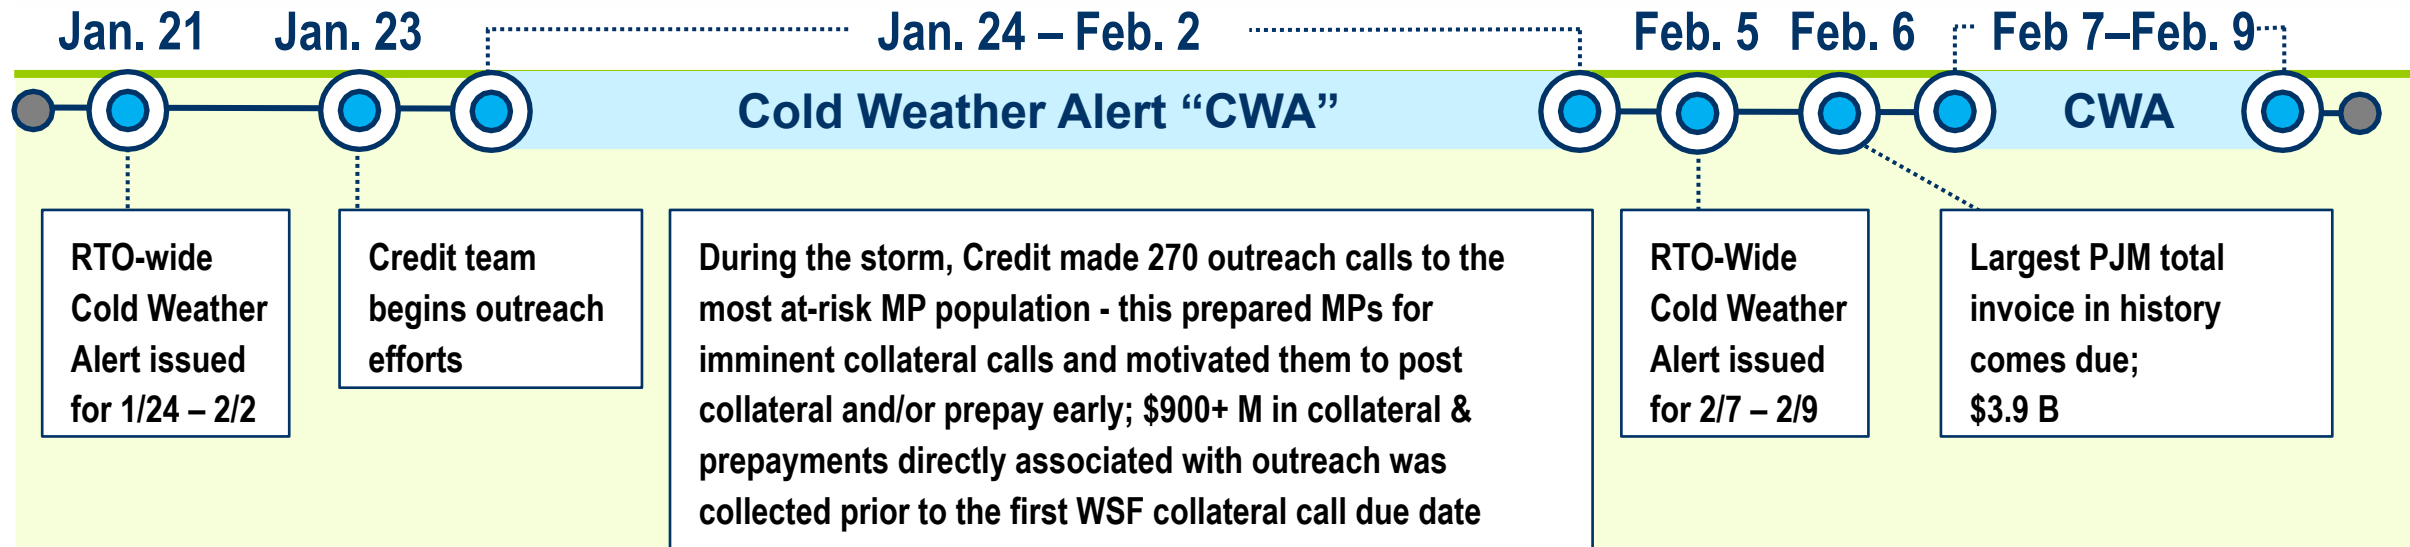 Jan. 21
Jan. 23
Jan. 24 – Feb. 2
Feb. 5
Feb. 6
Feb 7–Feb. 9
Cold Weather Alert “CWA”
CWA
RTO-wide
Cold Weather
Alert issued
for 1/24 – 2/2
Credit team
begins outreach
efforts
During the storm, Credit made 270 outreach calls to the
most at-risk MP population - this prepared MPs for
imminent collateral calls and motivated them to post
collateral and/or prepay early; $900+ M in collateral &
prepayments directly associated with outreach was
collected prior to the first WSF collateral call due date
RTO-Wide
Cold Weather
Alert issued
for 2/7 – 2/9
Largest PJM total
invoice in history
comes due;
$3.9 B